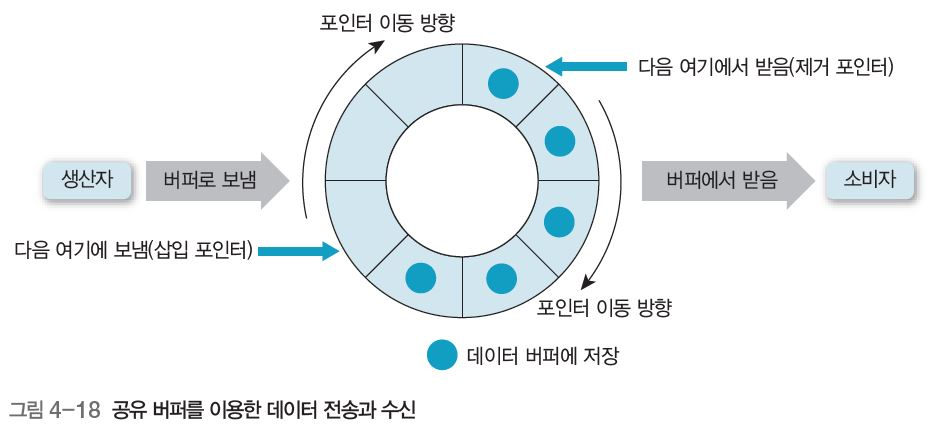 포인터 이동 방향
다음 여기에서 받음(제거 포인터)
생산자
버퍼로 보냄
버퍼에서 받음
소비자
다음 여기에 보냄(삽입 포인터)
포인터 이동 방향
데이터 버퍼에 저장
그림 4-18 공유 버퍼를 이용한 데이터 전송과 수신